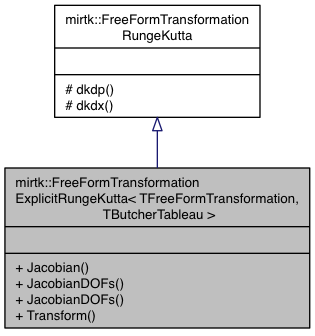 mirtk::FreeFormTransformation
RungeKutta
# dkdp()
# dkdx()
mirtk::FreeFormTransformation
ExplicitRungeKutta< TFreeFormTransformation,
TButcherTableau >
+ Jacobian()
+ JacobianDOFs()
+ JacobianDOFs()
+ Transform()